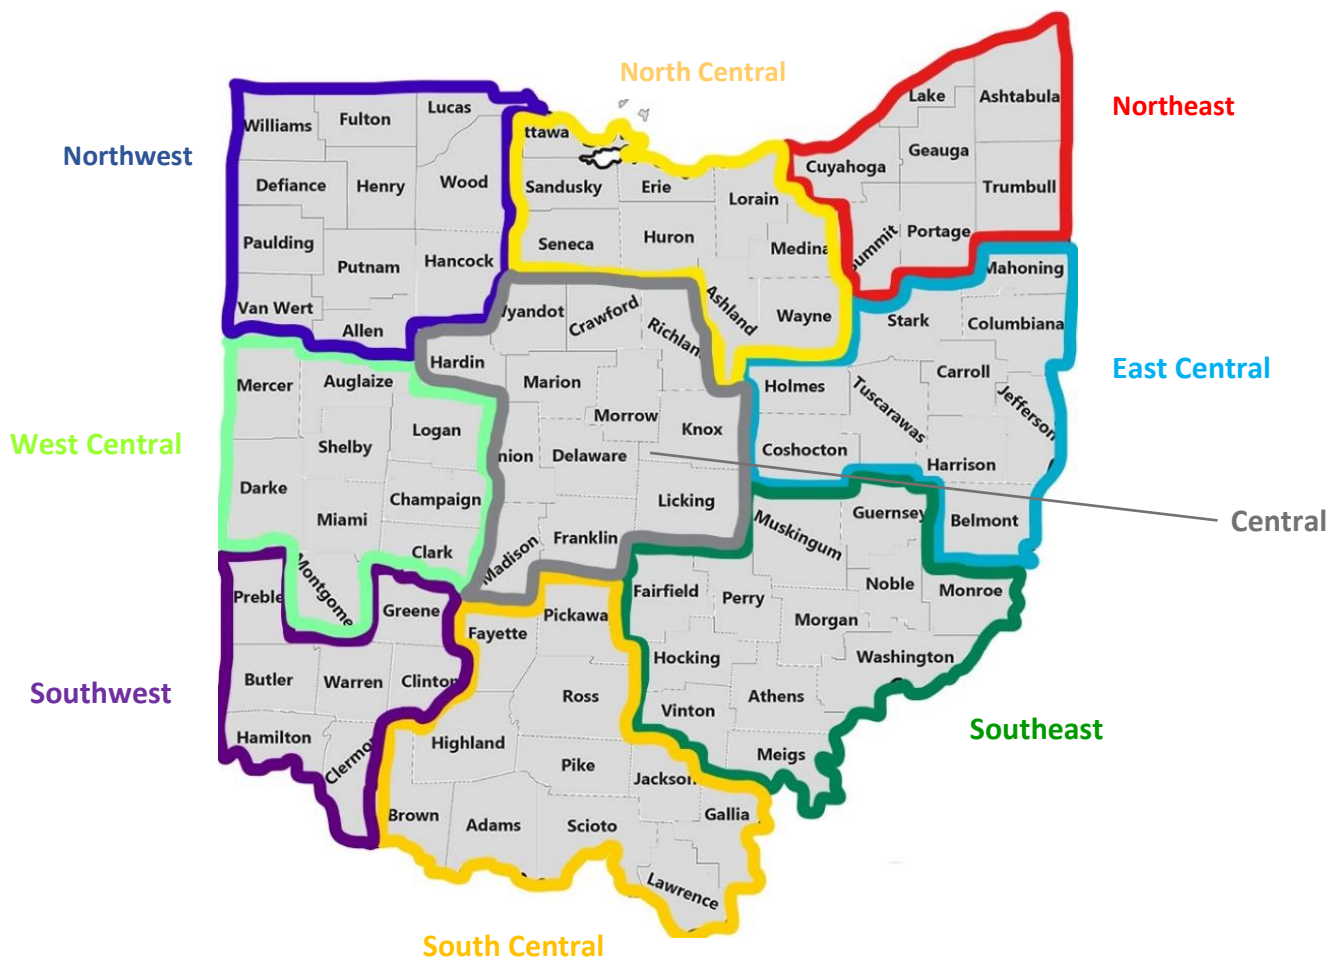 North Central
Northeast
Northwest
East Central
West Central
Central
Southwest
Southeast
South Central
Williams
Fulton
Lucas
Defiance
Henry
Wood
Paulding
Putnam
Hancock
Van Wert
Allen
ttawa
Sandusky
Erie
Lorain
Seneca
Huron
Medina
Ashland
Wayne
Lake
Ashtabula
Cuyahoga
Geauga
Trumbull
Summit
Portage
Mahoning
Stark
Columbiana
Holmes
Tuscarawas
Carroll
Jefferson
Coshocton
Harrison
Belmont
Wyandot
Crawford
Richlan
Hardin
Marion
Morrow
Knox
nion
Delaware
Licking
Franklin
Madison
Mercer
Auglaize
Logan
Shelby
Darke
Champaign
Miami
Clark
Montgome
Preble
Greene
Butler
Warren
Clinton
Hamilton
Clermo
Fayette
Pickawa
Ross
Highland
Pike
Jackson
Brown
Adams
Scioto
Gallia
Lawrence
Muskingum
Guernsey
Fairfield
Perry
Noble
Monroe
Morgan
Hocking
Washington
Athens
Vinton
Meigs